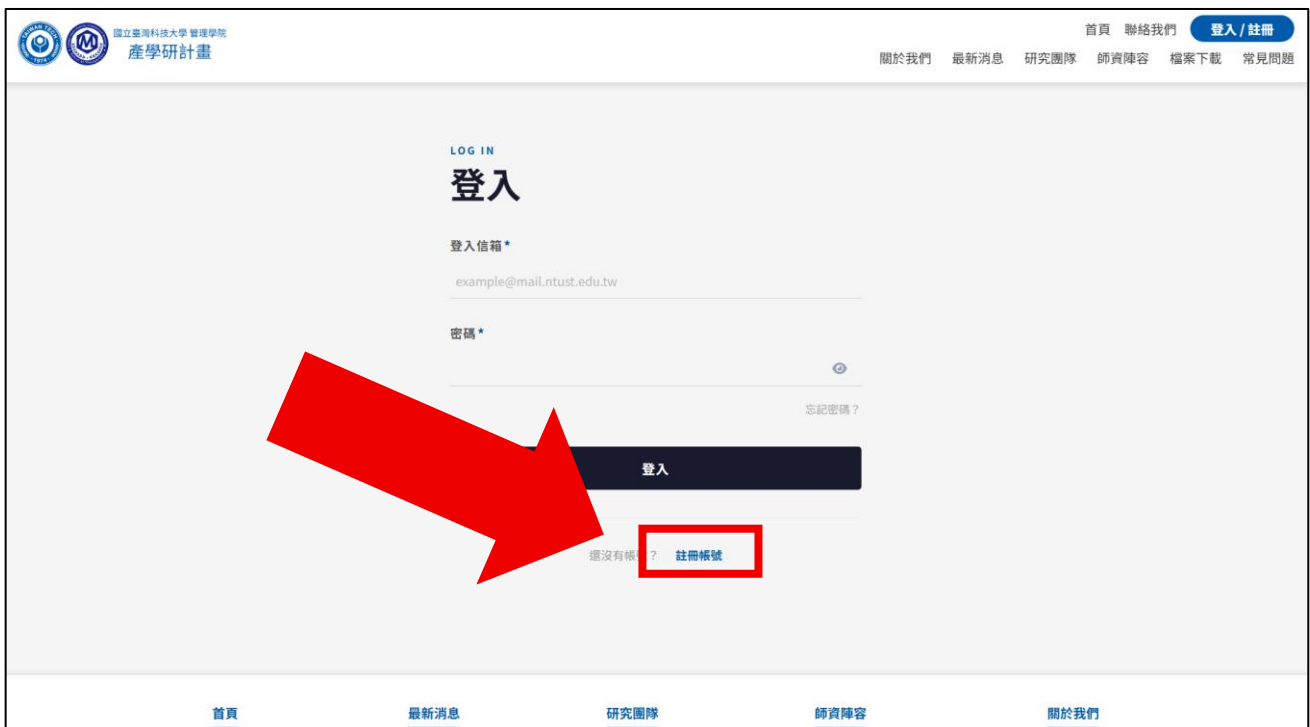 國立臺灣科技大學 管理學院
產學研計畫
首頁 聯絡我們 登入 / 註冊
關於我們 最新消息 研究團隊 師資陣容 檔案下載 常見問題
LOG IN
登入
登入信箱*
example@mail.ntust.edu.tw
密碼*
忘記密碼？
登入
還沒有帳號？ 註冊帳號
首頁 最新消息 研究團隊 師資陣容 關於我們